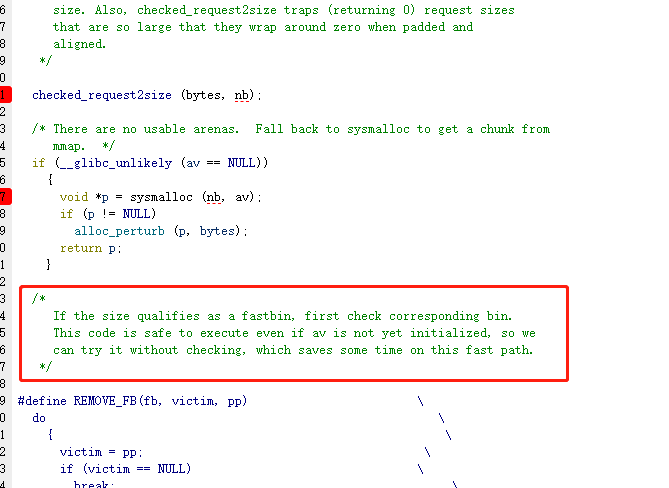 6 size. Also, checked_request2size traps (returning 0) request sizes
7 that are so large that they wrap around zero when padded and
8 aligned.
9 */
0
1 checked_request2size (bytes, nb);
2
3 /* There are no usable arenas.  Fall back to sysmalloc to get a chunk from
4 mmap.  */
5 if (__glibc_unlikely (av == NULL))
6 {
7 void *p = sysmalloc (nb, av);
8 if (p != NULL)
9 alloc_perturb (p, bytes);
0 return p;
1 }
2
3 /*
4 If the size qualifies as a fastbin, first check corresponding bin.
5 This code is safe to execute even if av is not yet initialized, so we
6 can try it without checking, which saves some time on this fast path.
7 */
8
9 #define REMOVE_FB(fb, victim, pp) \
0 do \
1 { \
2 victim = pp; \
3 if (victim == NULL) \
4 break; \